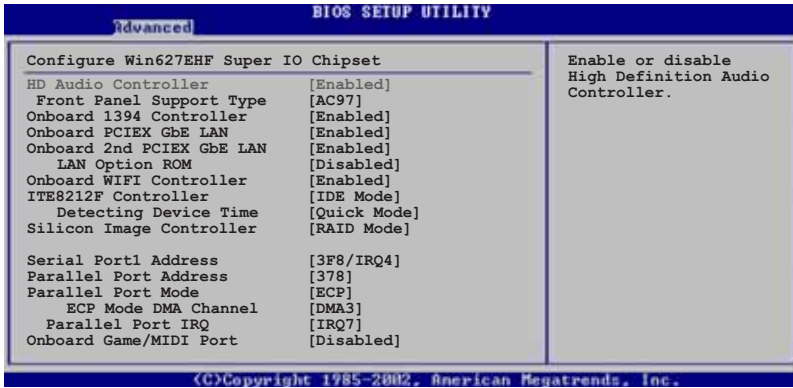 BIOS SETUP UTILITY
Advanced
Configure Win627EHF Super IO Chipset
HD Audio Controller [Enabled]
Front Panel Support Type [AC97]
Onboard 1394 Controller [Enabled]
Onboard PCIEX GbE LAN [Enabled]
Onboard 2nd PCIEX GbE LAN [Enabled]
LAN Option ROM [Disabled]
Onboard WIFI Controller [Enabled]
ITE8212F Controller [IDE Mode]
Detecting Device Time [Quick Mode]
Silicon Image Controller [RAID Mode]
Serial Port1 Address [3F8/IRQ4]
Parallel Port Address [378]
Parallel Port Mode [ECP]
ECP Mode DMA Channel [DMA3]
Parallel Port IRQ [IRQ7]
Onboard Game/MIDI Port [Disabled]
Enable or disable
High Definition Audio
Controller.
(C)Copyright 1985-2002, American Megatrends, Inc.